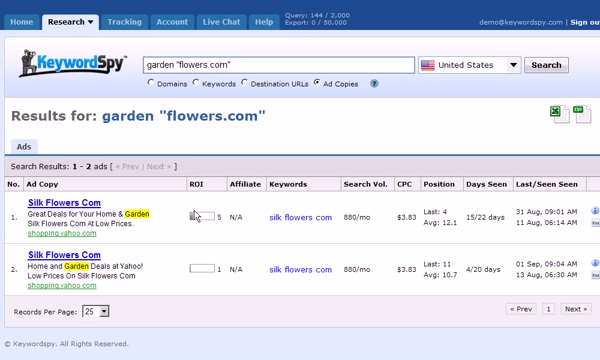 Home Research Tracking Account Live Chat Help
Query: 144 / 2,000
Export: 0 / 50,000
demo@keywordspy.com | Sign ou
KeywordSpy
garden "flowers.com" United States Search
Domains Keywords Destination URLs Ad Copies ?
Results for: garden "flowers.com"
Ads
Search Results: 1 - 2 ads [ « Prev | Next » ]
No. Ad Copy ROI Affiliate Keywords Search Vol. CPC Position Days Seen Last/Seen Seen
Silk Flowers Com
1. Great Deals for Your Home & Garden 5 N/A silk flowers com 880/mo $3.83 Last: 4 15/22 days 31 Aug, 09:01 AM
Silk Flowers Com At Low Prices. Avg: 12.1 11 Aug, 06:14 AM
shopping.yahoo.com
Silk Flowers Com
2. Home and Garden Deals at Yahoo! 1 N/A silk flowers com 880/mo $3.83 Last: 11 4/20 days 01 Sep, 09:04 AM
Low Prices On Silk Flowers Com Avg: 10.7 13 Aug, 06:30 AM
shopping.yahoo.com
Records Per Page: 25 « Prev 1 Next »
© Keywordspy. All Rights Reserved.